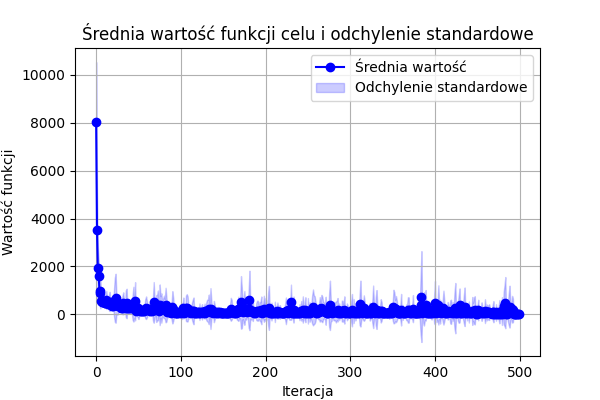 Średnia wartość funkcji celu i odchylenie standardowe
Średnia wartość
Odchylenie standardowe
Wartość funkcji
10000
8000
6000
4000
2000
0
0 100 200 300 400 500
Iteracja